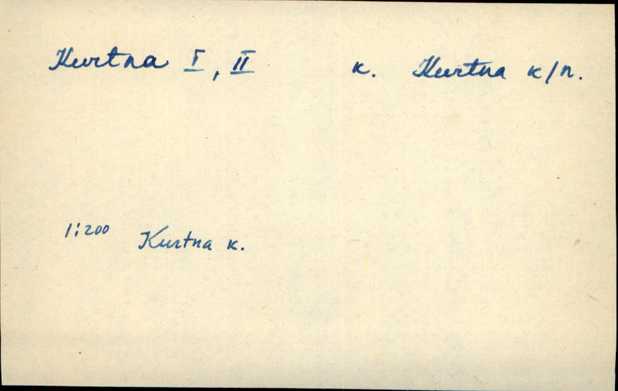 Kurtna I, II k. Kurtna k/n.
1:200 Kurtna k.